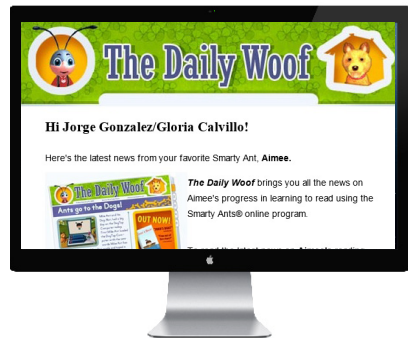 The Daily Woof
Hi Jorge Gonzalez/Gloria Calvillo!
Here's the latest news from your favorite Smarty Ant, Aimee.
The Daily Woof
Ants go to the Dogs!
OUT NOW!
The Daily Woof brings you all the news on
Aimee's progress in learning to read using the
Smarty Ants® online program.